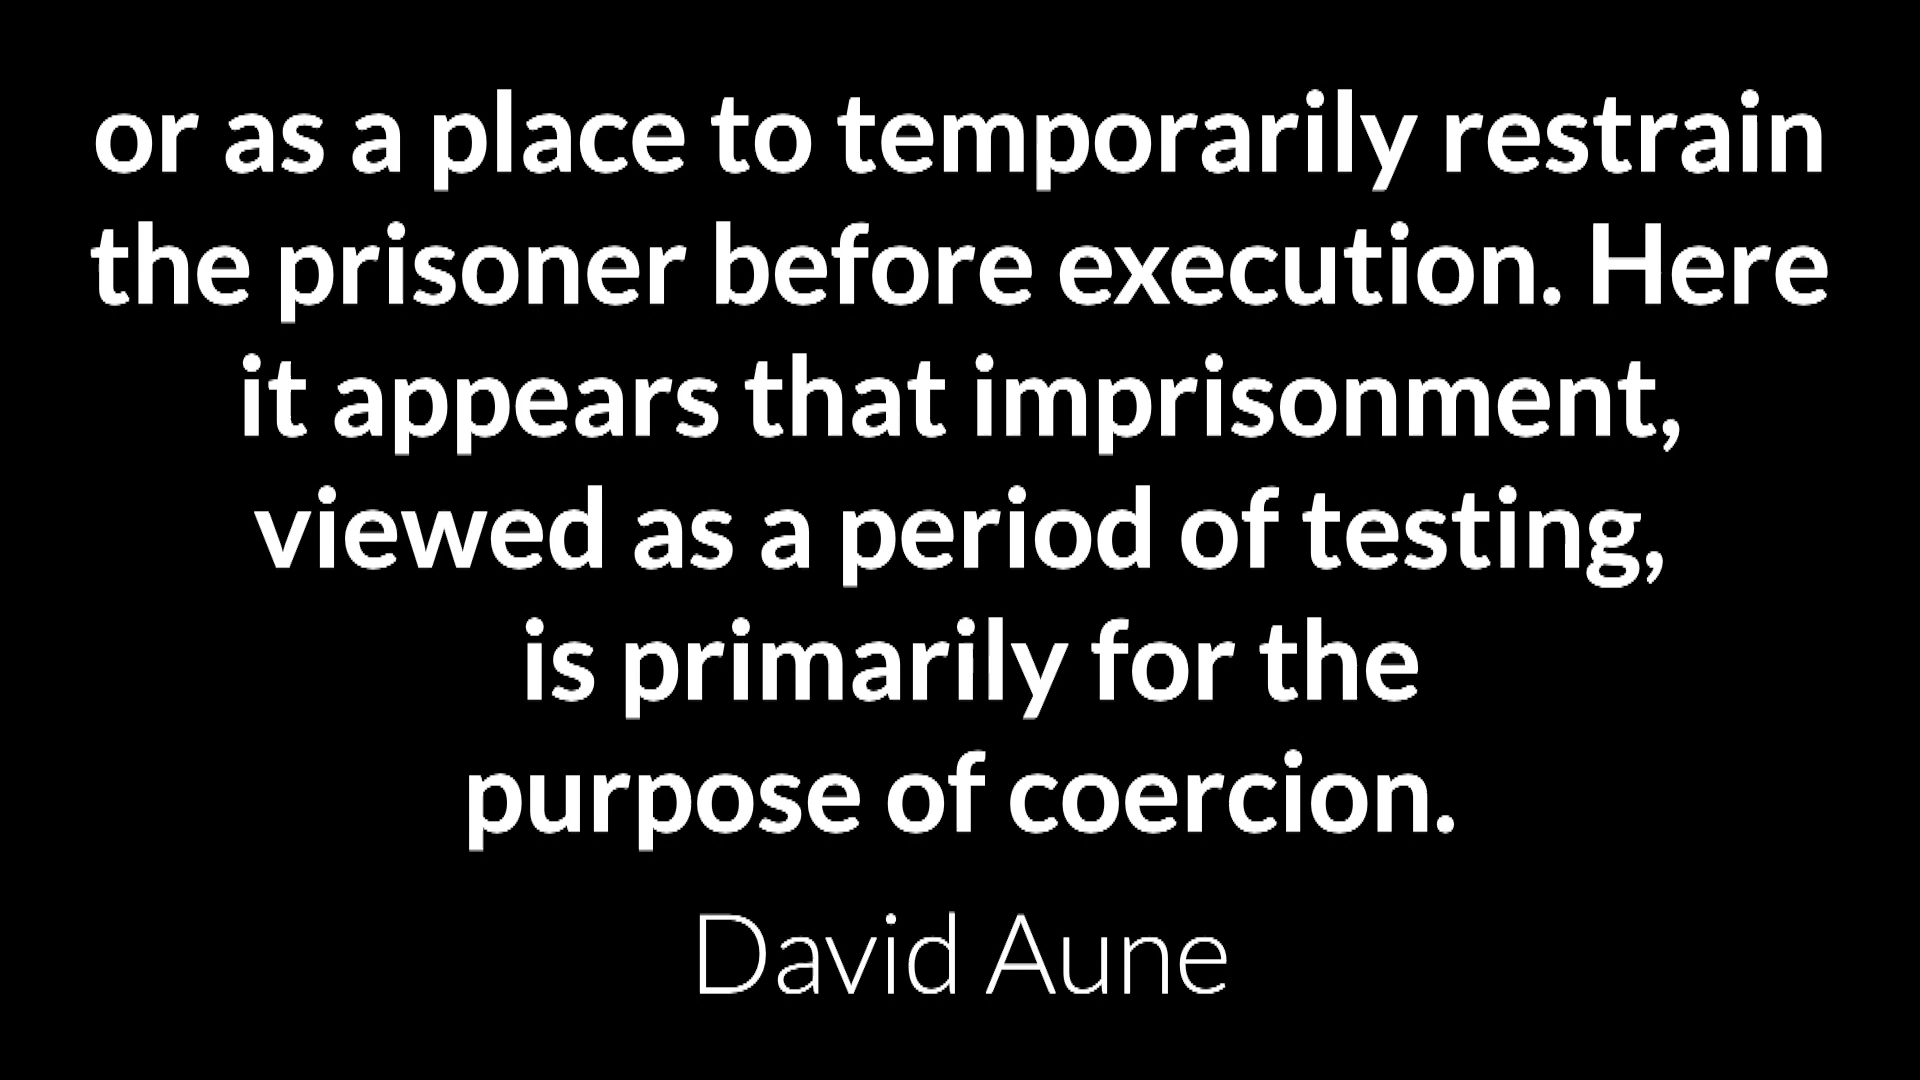 or as a place to temporarily restrain
the prisoner before execution. Here
it appears that imprisonment,
viewed as a period of testing,
is primarily for the
purpose of coercion.
David Aune